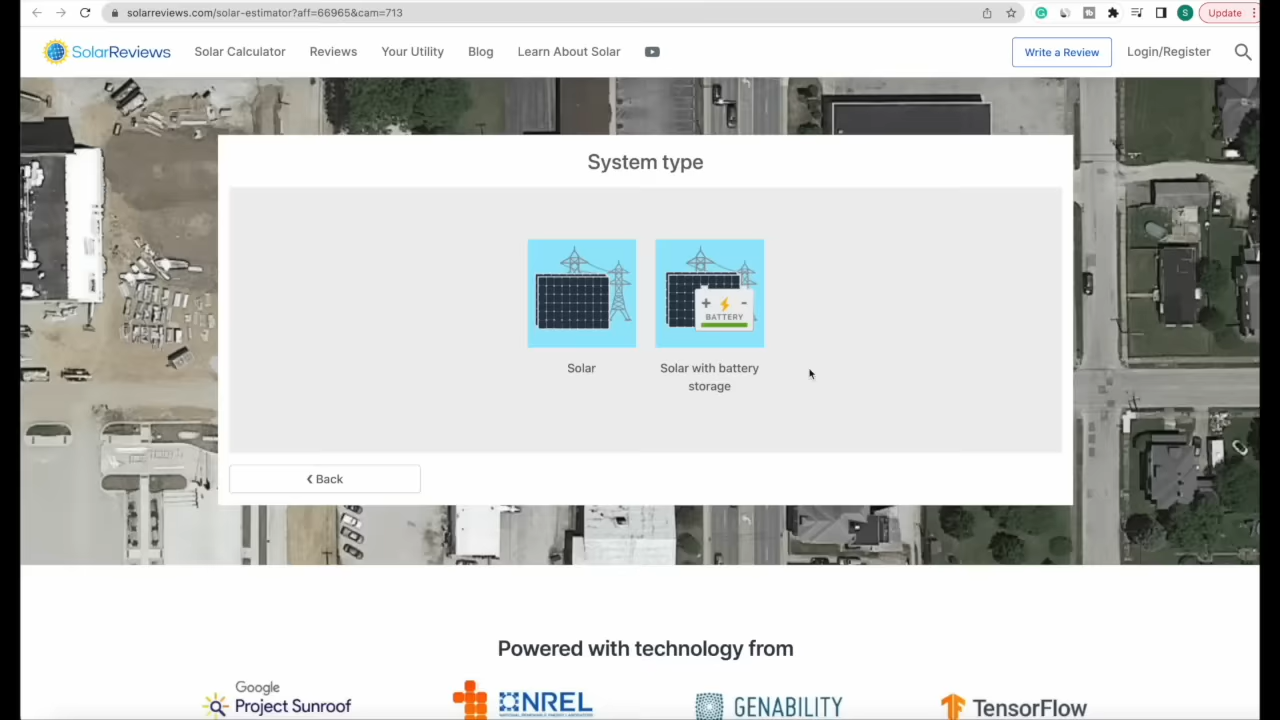 solarreviews.com/solar-estimator?aff=66965&cam=713
S
Update
SolarReviews
Solar Calculator
Reviews
Your Utility
Blog
Learn About Solar
Write a Review
Login/Register
System type
+ -
BATTERY
Solar
Solar with battery
storage
‹ Back
Powered with technology from
Google
Project Sunroof
NREL
GENABILITY
TensorFlow